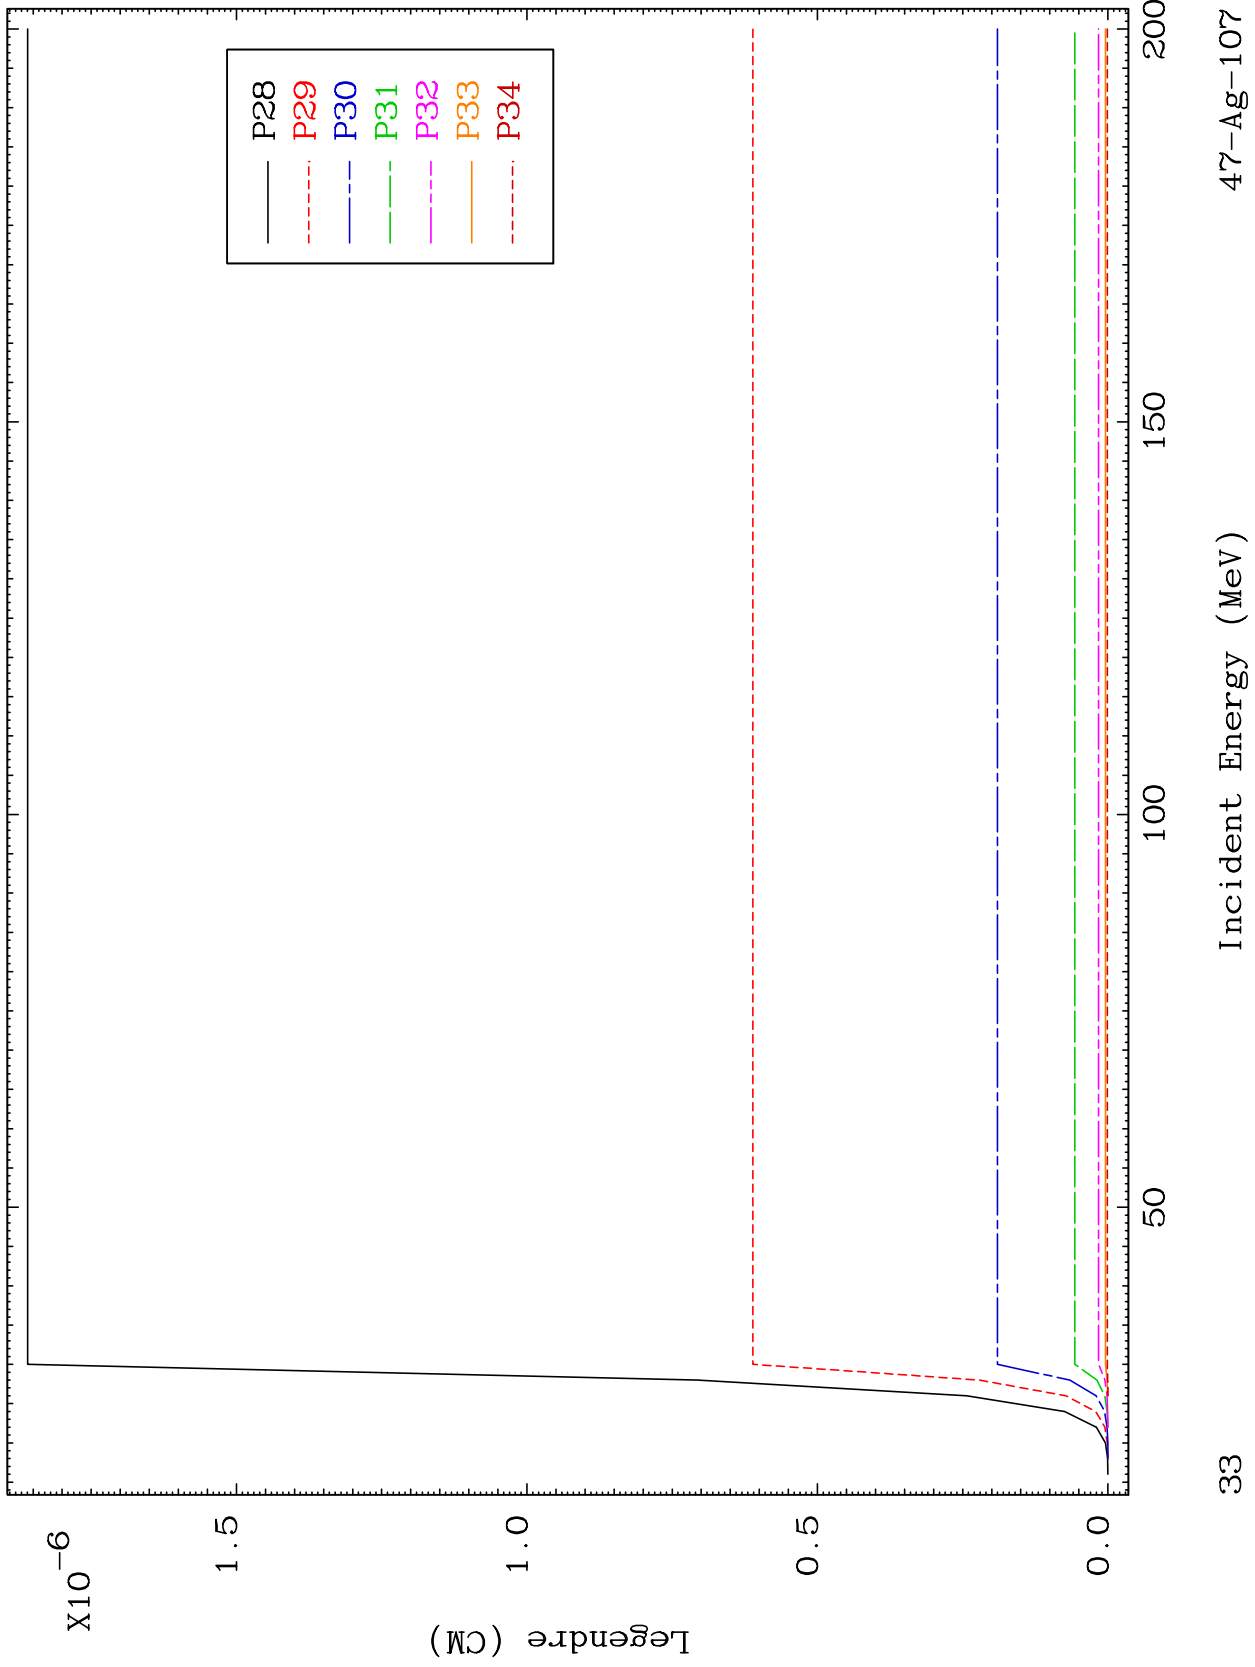 X10-6
1.5
1.0
0.5
0.0
Legendre (CM)
P28
P29
P30
P31
P32
P33
P34
50
100
150
200
Incident Energy (MeV)
33
47-Ag-107